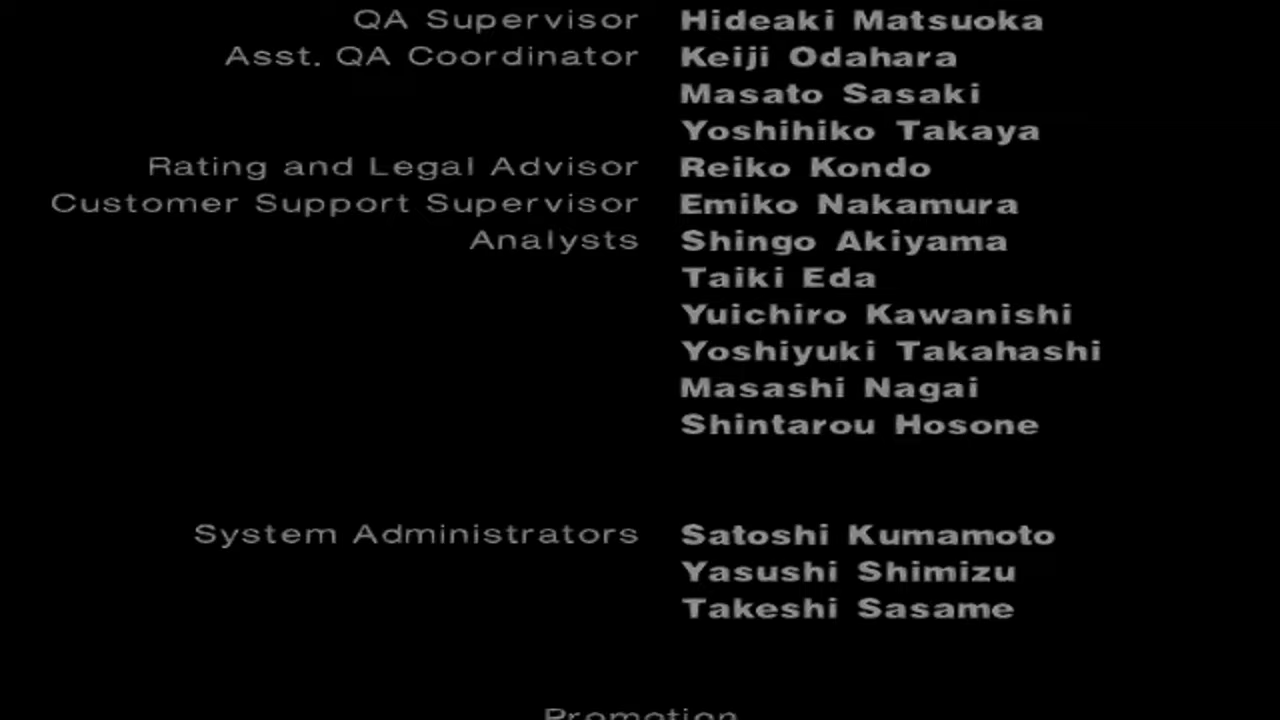 QA Supervisor Hideaki Matsuoka
Asst. QA Coordinator Keiji Odahara
Masato Sasaki
Yoshihiko Takaya
Rating and Legal Advisor Reiko Kondo
Customer Support Supervisor Emiko Nakamura
Analysts Shingo Akiyama
Taiki Eda
Yuichiro Kawanishi
Yoshiyuki Takahashi
Masashi Nagai
Shintarou Hosone
System Administrators Satoshi Kumamoto
Yasushi Shimizu
Takeshi Sasame
Promotion